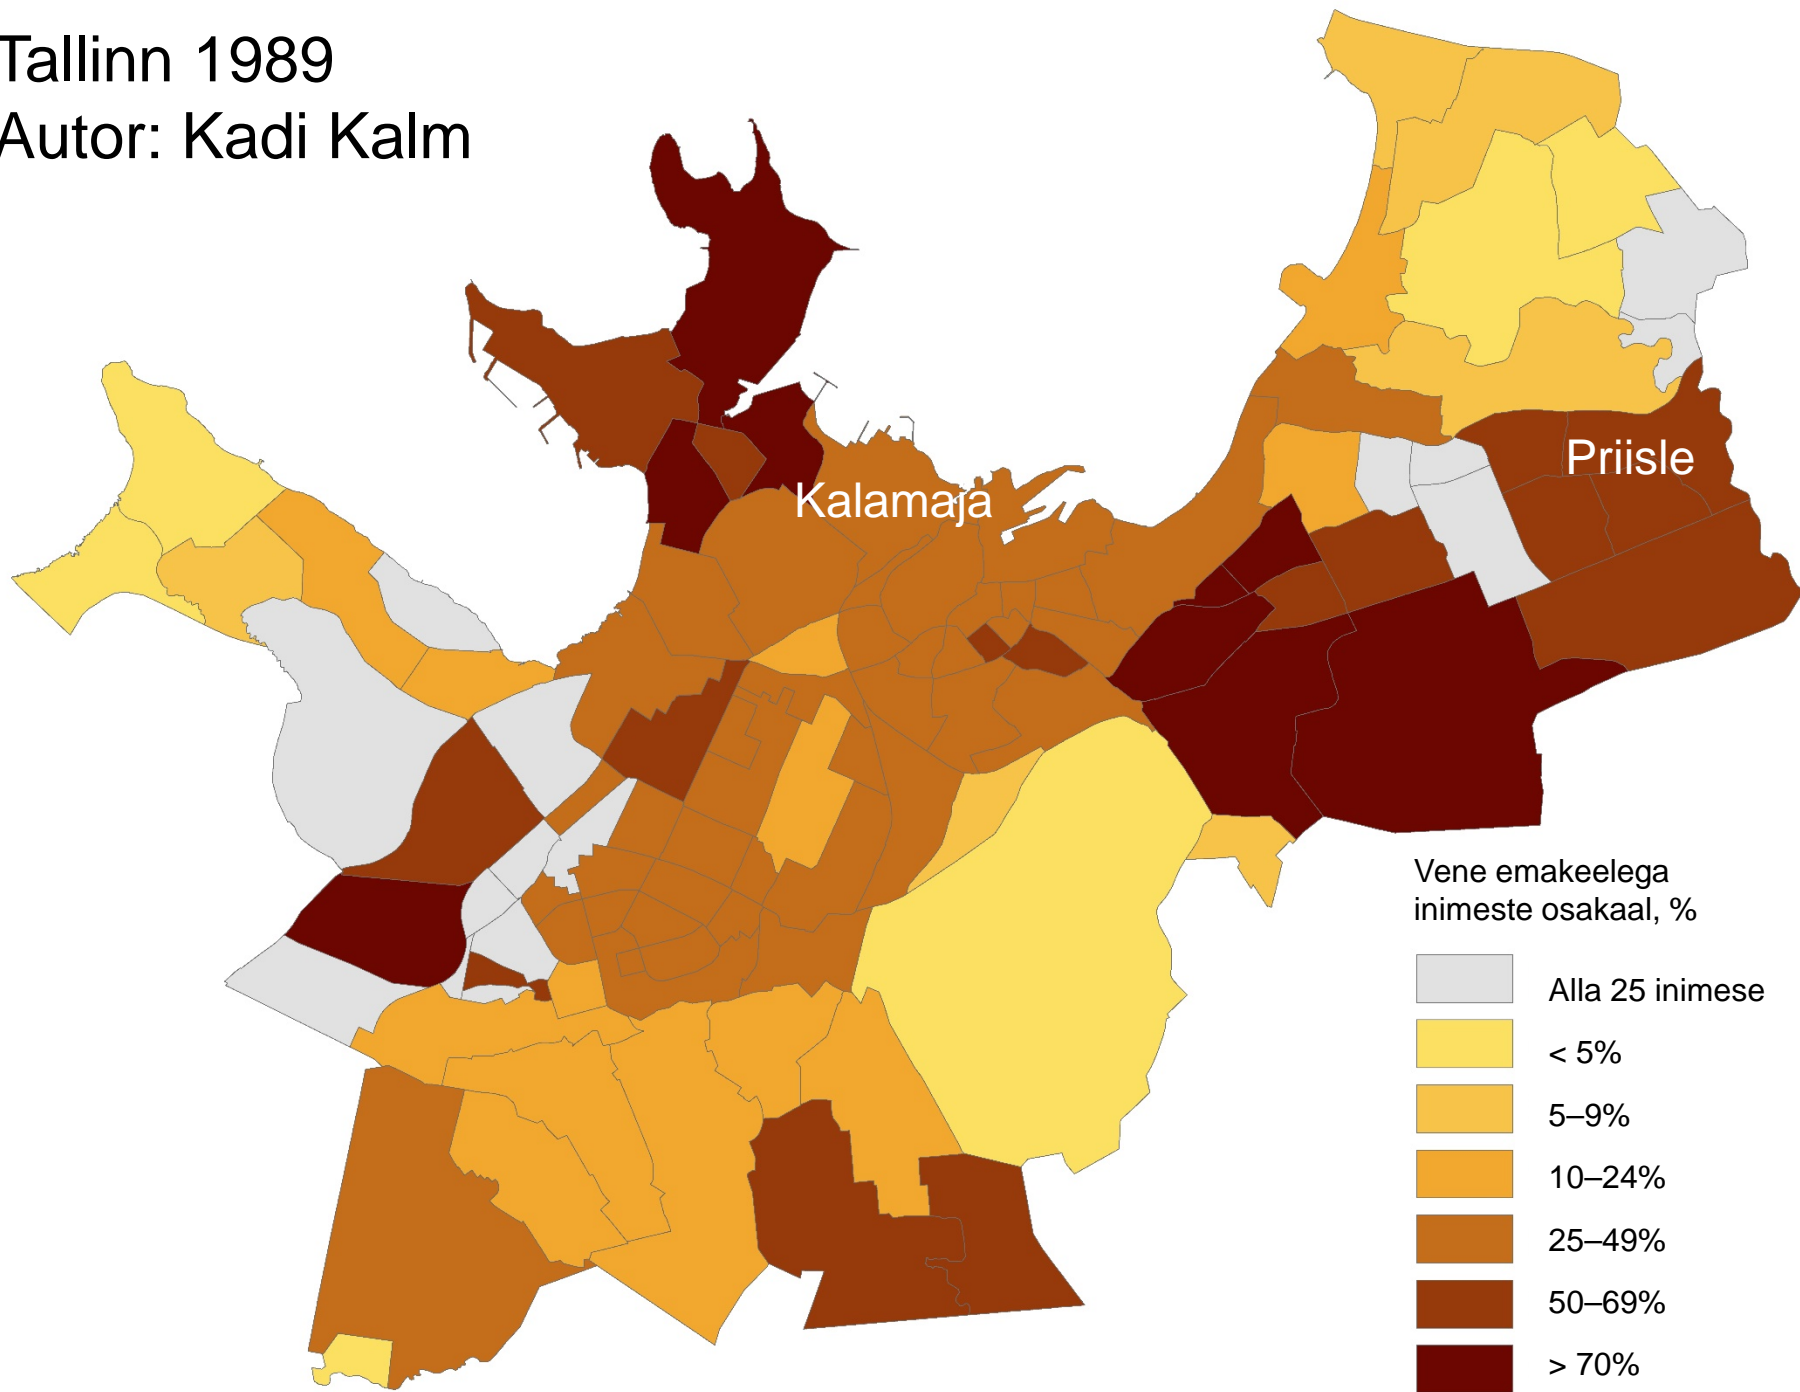 Tallinn 1989
Autor: Kadi Kalm
Priisle
Kalamaja
Vene emakeelega
inimeste osakaal, %
Alla 25 inimese
< 5%
5–9%
10–24%
25–49%
50–69%
> 70%